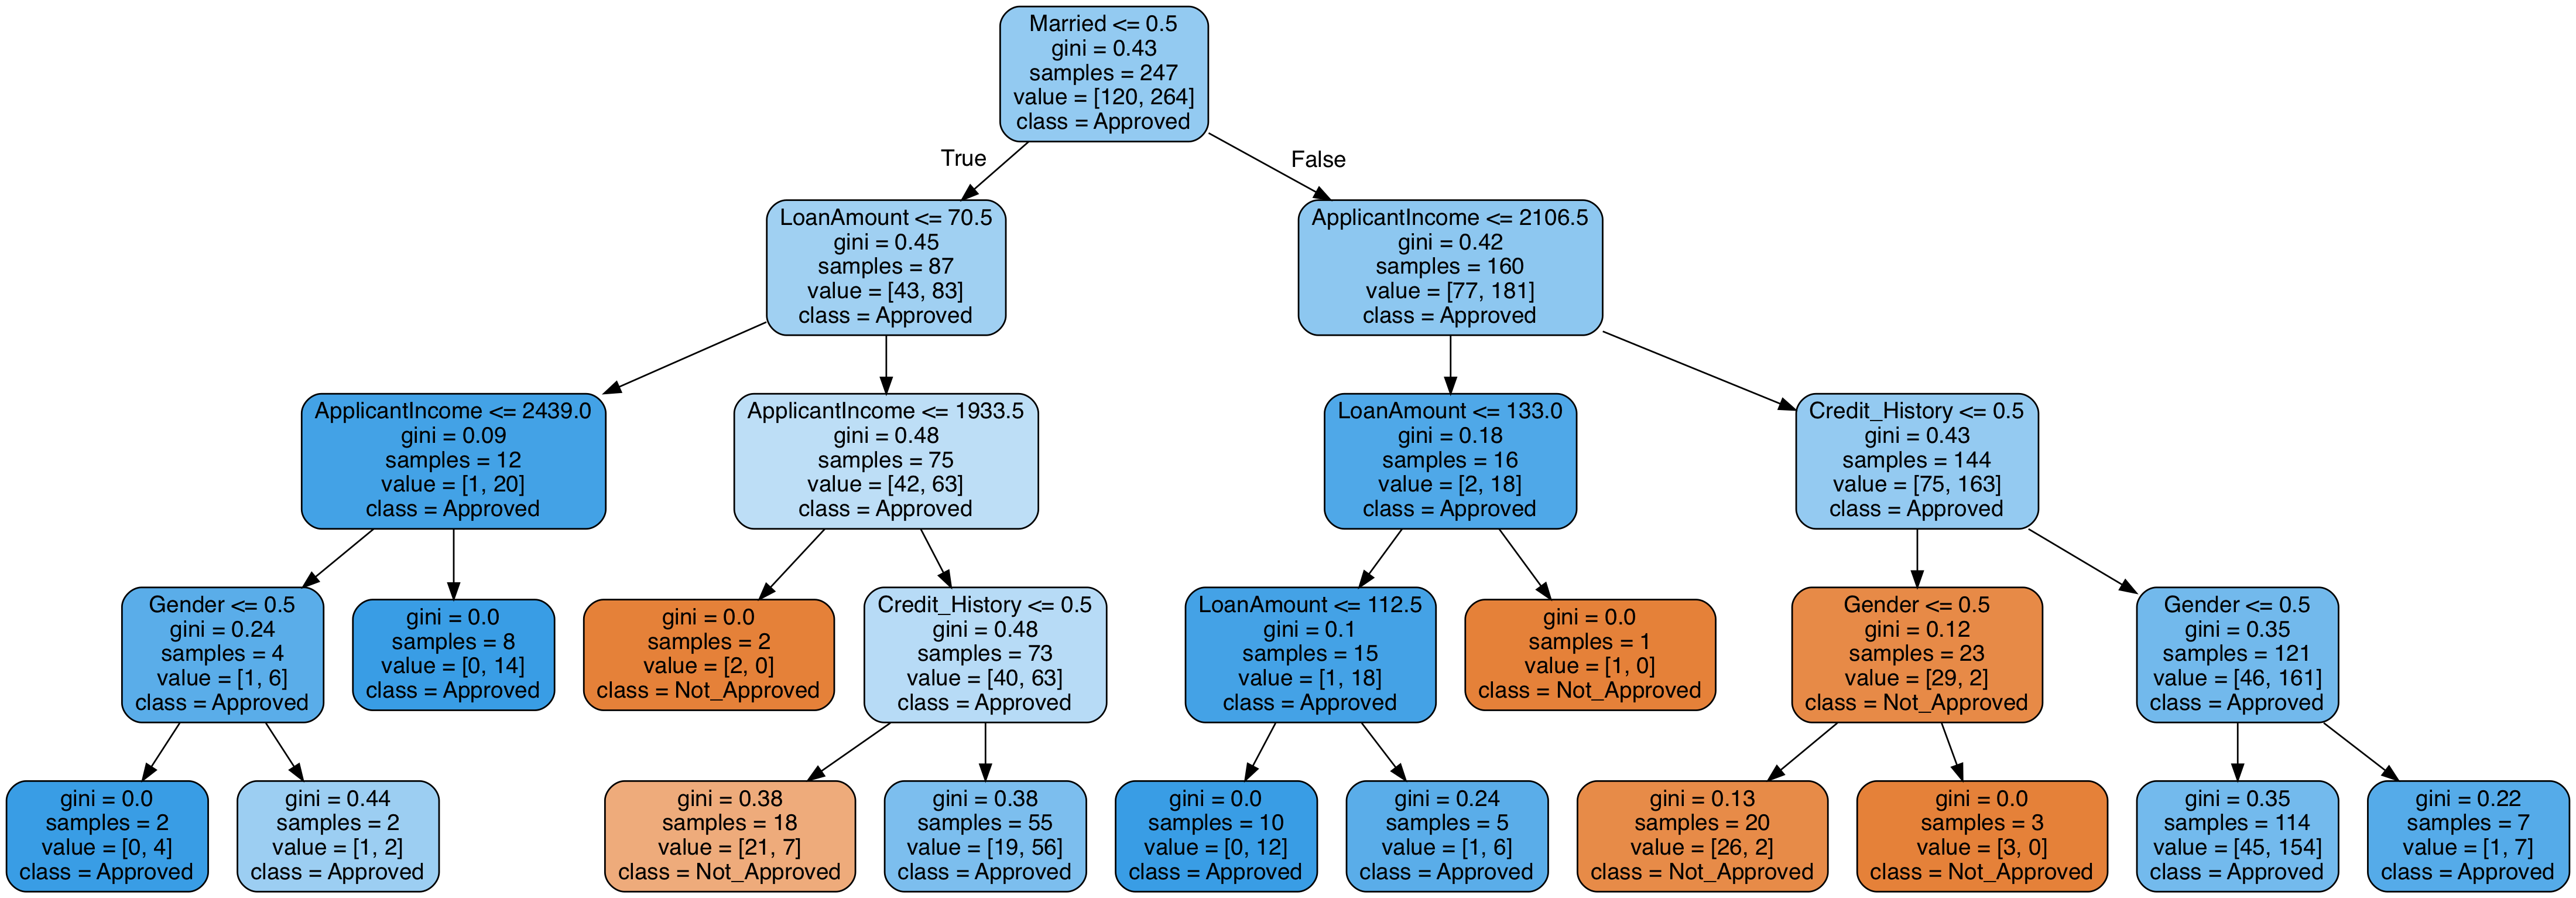 Married <= 0.5
gini = 0.43
samples = 247
value = [120, 264]
class = Approved
True
False
LoanAmount <= 70.5
gini = 0.45
samples = 87
value = [43, 83]
class = Approved
ApplicantIncome <= 2106.5
gini = 0.42
samples = 160
value = [77, 181]
class = Approved
ApplicantIncome <= 2439.0
gini = 0.09
samples = 12
value = [1, 20]
class = Approved
ApplicantIncome <= 1933.5
gini = 0.48
samples = 75
value = [42, 63]
class = Approved
LoanAmount <= 133.0
gini = 0.18
samples = 16
value = [2, 18]
class = Approved
Credit_History <= 0.5
gini = 0.43
samples = 144
value = [75, 163]
class = Approved
Gender <= 0.5
gini = 0.24
samples = 4
value = [1, 6]
class = Approved
gini = 0.0
samples = 8
value = [0, 14]
class = Approved
gini = 0.0
samples = 2
value = [2, 0]
class = Not_Approved
Credit_History <= 0.5
gini = 0.48
samples = 73
value = [40, 63]
class = Approved
LoanAmount <= 112.5
gini = 0.1
samples = 15
value = [1, 18]
class = Approved
gini = 0.0
samples = 1
value = [1, 0]
class = Not_Approved
Gender <= 0.5
gini = 0.12
samples = 23
value = [29, 2]
class = Not_Approved
Gender <= 0.5
gini = 0.35
samples = 121
value = [46, 161]
class = Approved
gini = 0.0
samples = 2
value = [0, 4]
class = Approved
gini = 0.44
samples = 2
value = [1, 2]
class = Approved
gini = 0.38
samples = 18
value = [21, 7]
class = Not_Approved
gini = 0.38
samples = 55
value = [19, 56]
class = Approved
gini = 0.0
samples = 10
value = [0, 12]
class = Approved
gini = 0.24
samples = 5
value = [1, 6]
class = Approved
gini = 0.13
samples = 20
value = [26, 2]
class = Not_Approved
gini = 0.0
samples = 3
value = [3, 0]
class = Not_Approved
gini = 0.35
samples = 114
value = [45, 154]
class = Approved
gini = 0.22
samples = 7
value = [1, 7]
class = Approved